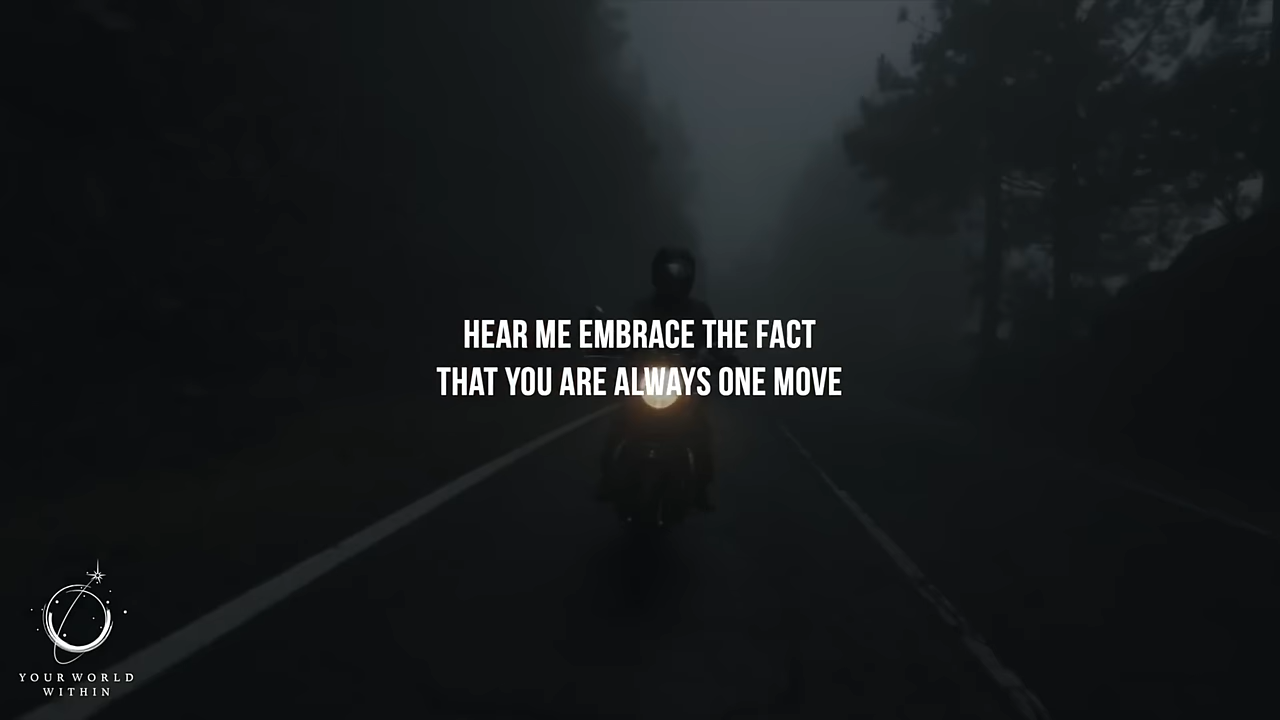 HEAR ME EMBRACE THE FACT
THAT YOU ARE ALWAYS ONE MOVE
YOUR WORLD
WITHIN